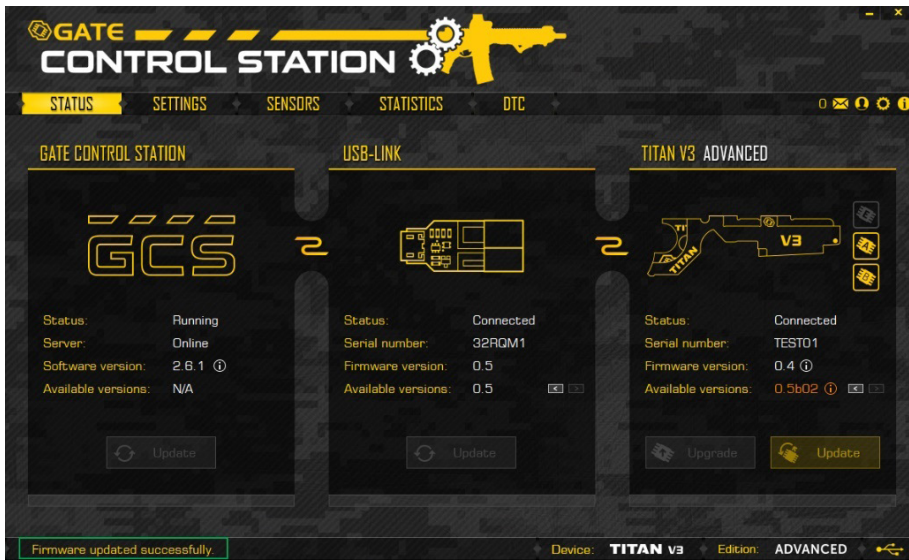 GATE
CONTROL STATION
STATUS SETTINGS SENSORS STATISTICS DTC 0
GATE CONTROL STATION
GCS
Status: Running
Server: Online
Software version: 2.6.1
Available versions: N/A
Update
USB-LINK
Status: Connected
Serial number: 32RQM1
Firmware version: 0.5
Available versions: 0.5 < >
Update
TITAN V3 ADVANCED
TI
TITAN
V3
A
B
Status: Connected
Serial number: TEST01
Firmware version: 0.4
Available versions: 0.5b02 < >
Upgrade Update
Firmware updated successfully. Device: TITAN V3 Edition: ADVANCED